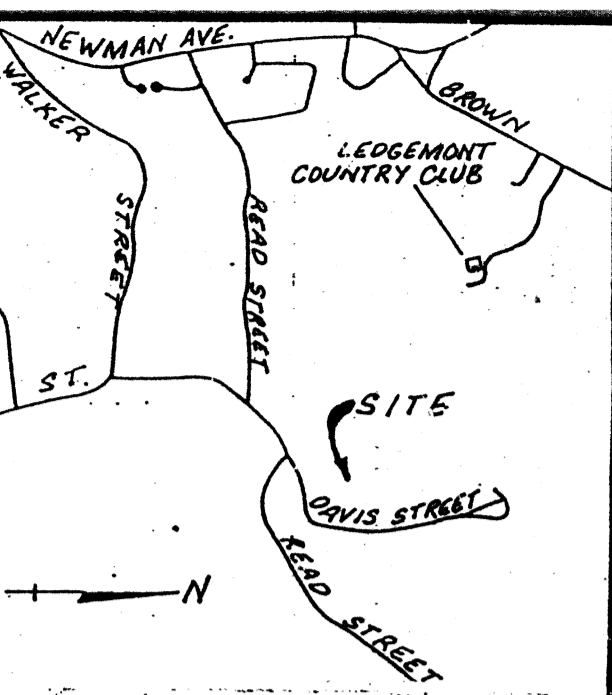 NEWMAN AVE.
WALKER
STREET
BROWN
LEDGEMONT
COUNTRY CLUB
READ STREET
ST.
SITE
DAVIS STREET
READ
STREET
N